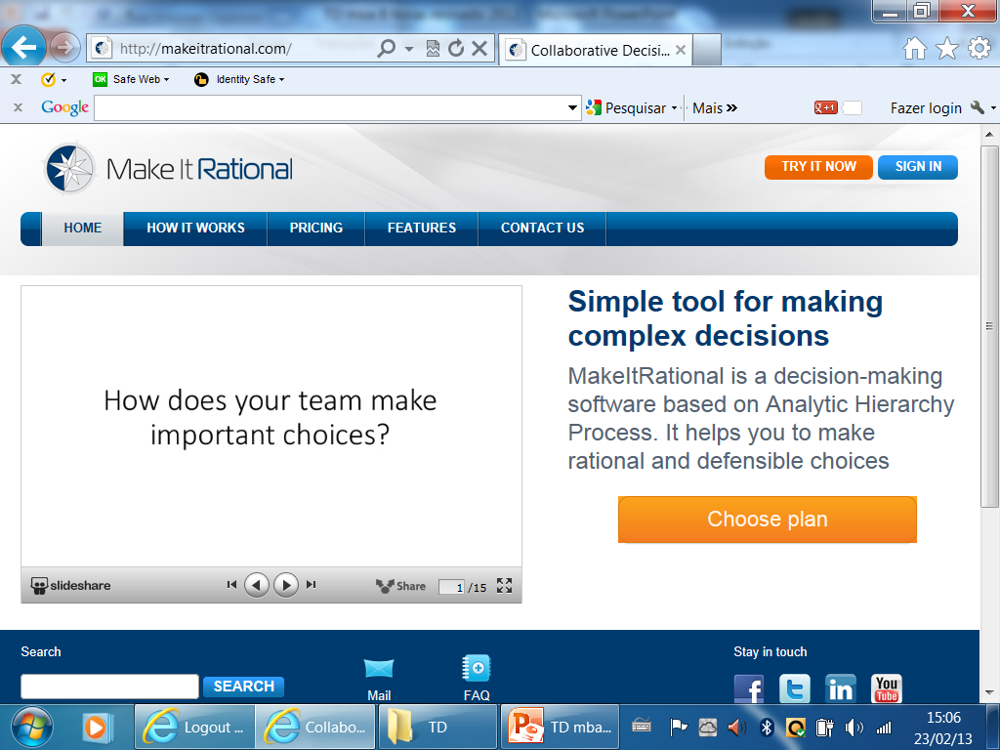 http://makeitrational.com/
Collaborative Decisi...
Safe Web
Identity Safe
Google
Pesquisar
Mais
Fazer login
Make It Rational
TRY IT NOW
SIGN IN
HOME
HOW IT WORKS
PRICING
FEATURES
CONTACT US
How does your team make
important choices?
Simple tool for making
complex decisions
MakeItRational is a decision-making
software based on Analytic Hierarchy
Process. It helps you to make
rational and defensible choices
Choose plan
slideshare
Share
1 /15
Search
SEARCH
Mail
FAQ
Stay in touch
You
Tube
Logout ...
Collabo...
TD
TD mba...
15:06
23/02/13